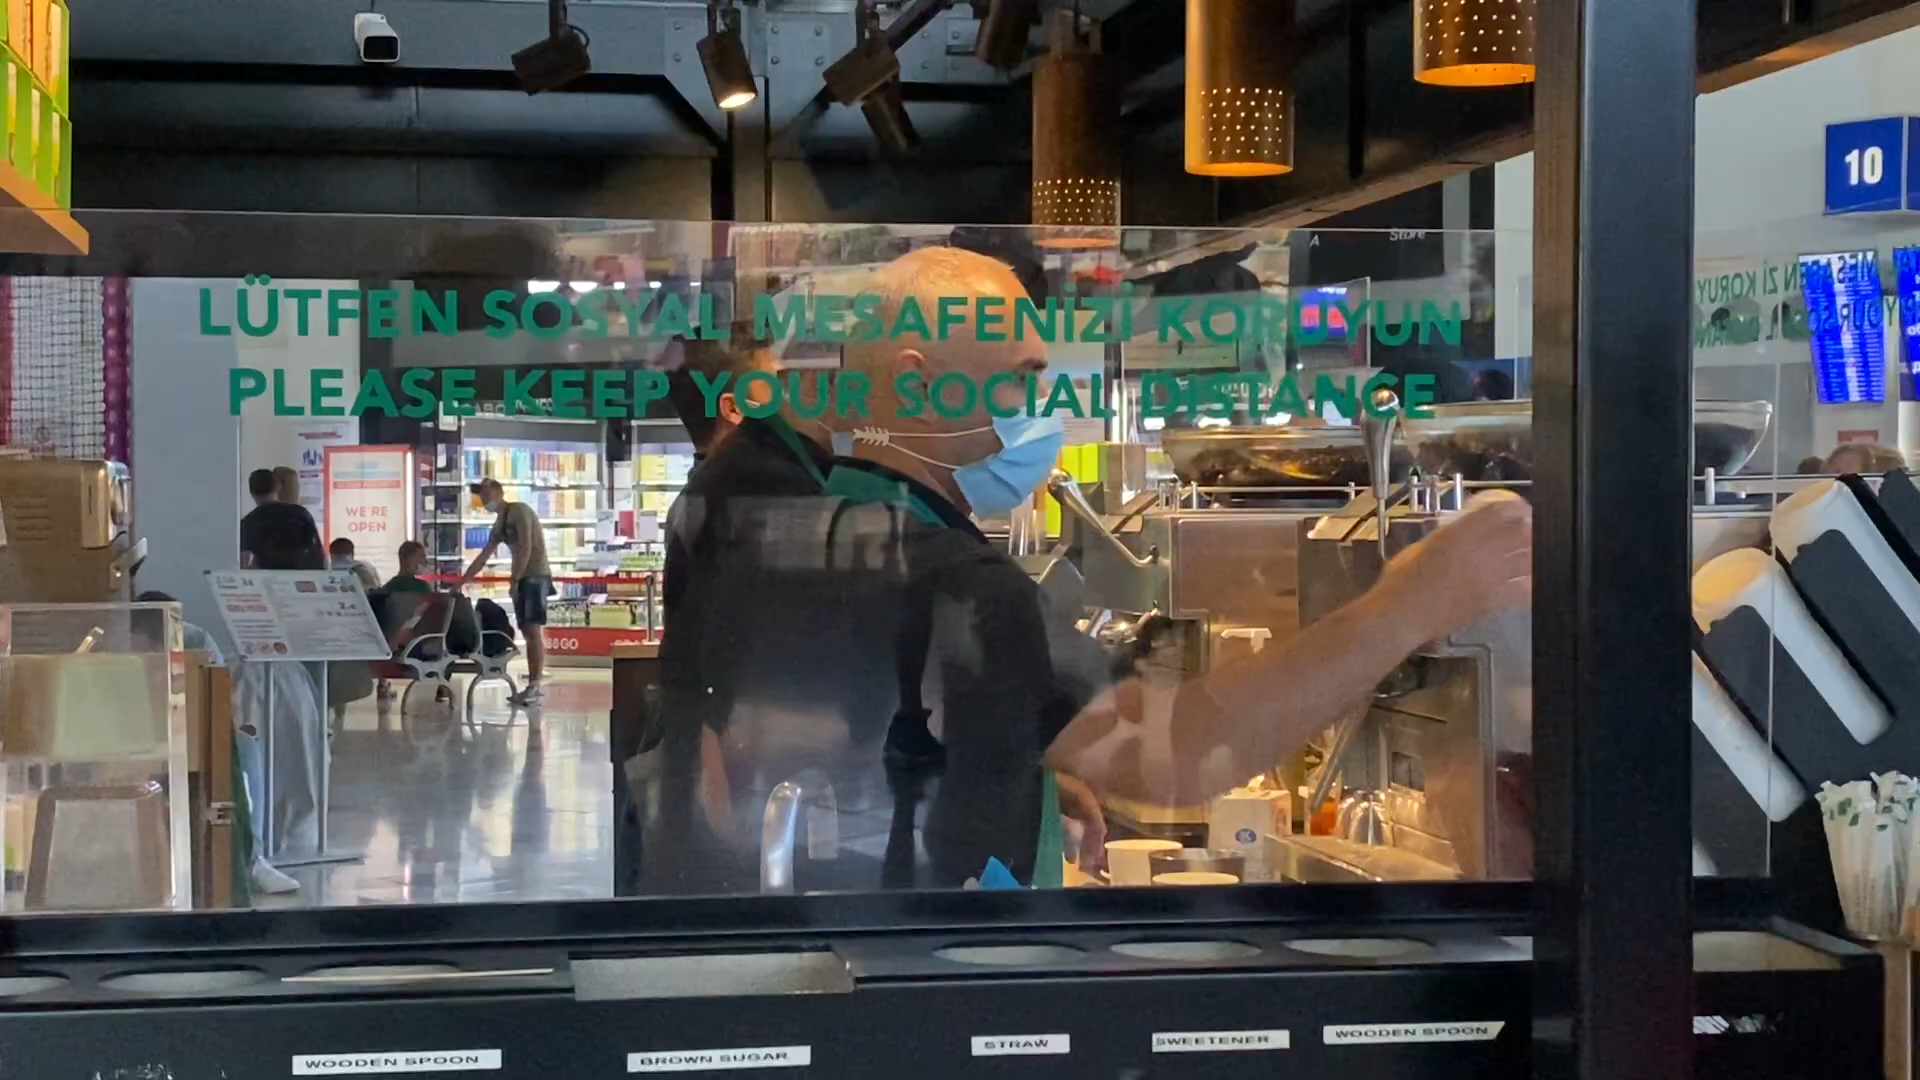 10
Store
LÜTFEN SOSYAL MESAFENİZİ KORUYUN
PLEASE KEEP YOUR SOCIAL DISTANCE
WE'RE
OPEN
WOODEN SPOON
BROWN SUGAR
STRAW
SWEETENER
WOODEN SPOON